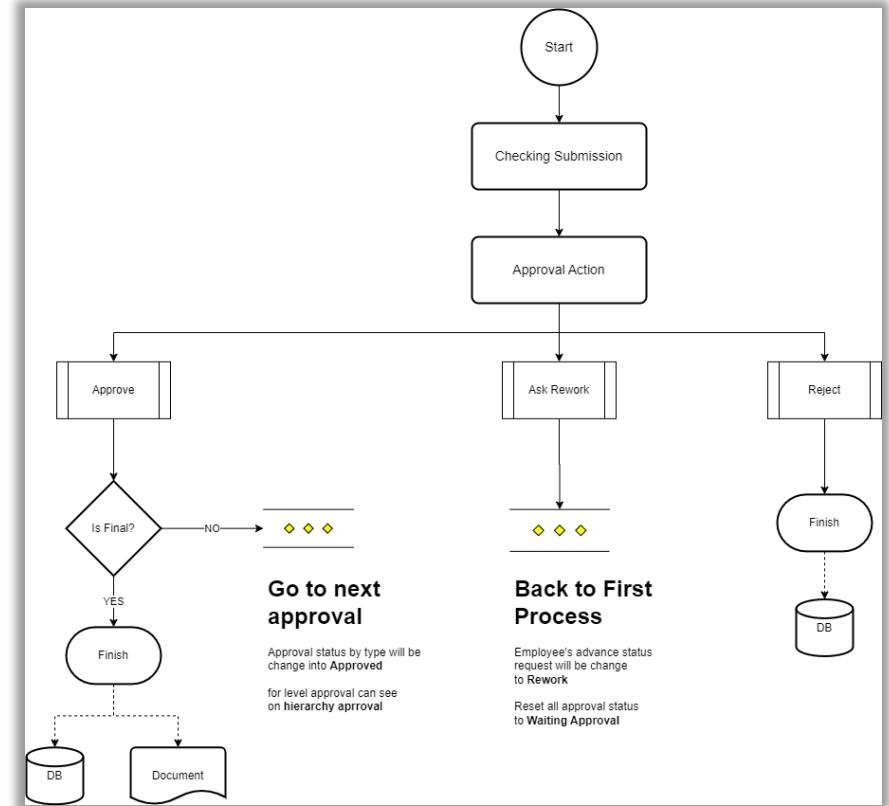 Start
Checking Submission
Approval Action
Approve
Ask Rework
Reject
Is Final?
NO
Finish
YES
Go to next
approval
Back to First
Process
DB
Finish
Approval status by type will be
change into Approved
for level approval can see
on hierarchy aprroval
Employee's advance status
request will be change
to Rework
Reset all approval status
to Waiting Approval
DB
Document